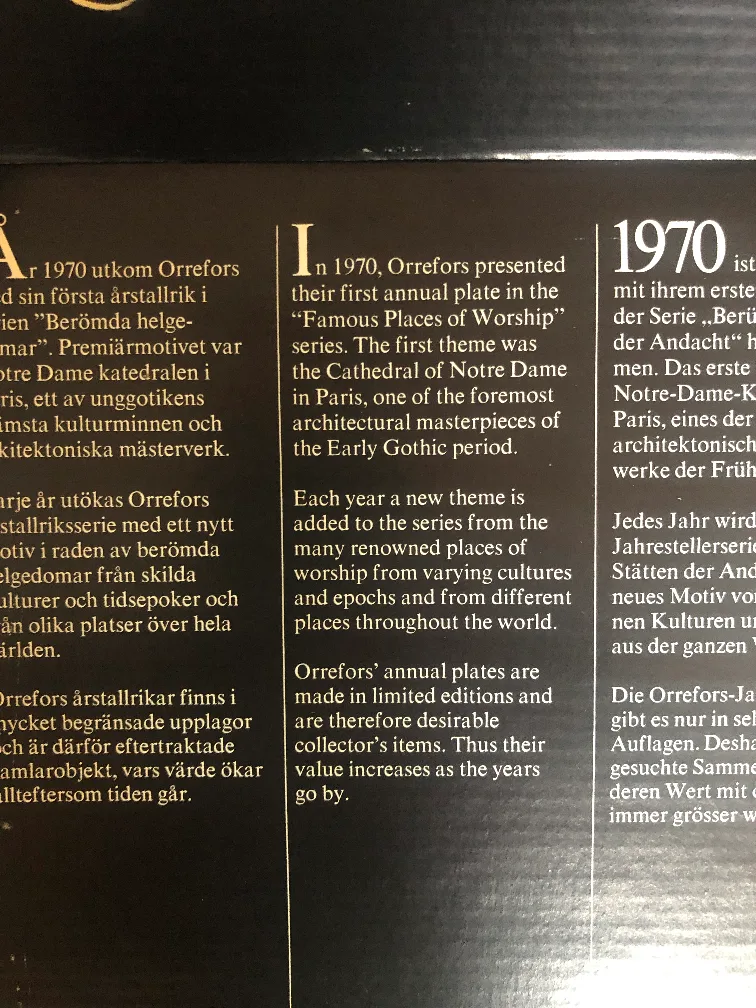 År 1970 utkom Orrefors
d sin första årstallrik i
ien ”Berömda helge-
mar”. Premiärmotivet var
otre Dame katedralen i
ris, ett av unggotikens
ämsta kulturminnen och
kitektoniska mästerverk.
arje år utökas Orrefors
stallriksserie med ett nytt
otiv i raden av berömda
elgedomar från skilda
ulturer och tidsepoker och
ån olika platser över hela
ärlden.
Orrefors årstallrikar finns i
mycket begränsade upplagor
och är därför eftertraktade
amlarobjekt, vars värde ökar
allteftersom tiden går.
In 1970, Orrefors presented
their first annual plate in the
“Famous Places of Worship”
series. The first theme was
the Cathedral of Notre Dame
in Paris, one of the foremost
architectural masterpieces of
the Early Gothic period.
Each year a new theme is
added to the series from the
many renowned places of
worship from varying cultures
and epochs and from different
places throughout the world.
Orrefors’ annual plates are
made in limited editions and
are therefore desirable
collector’s items. Thus their
value increases as the years
go by.
1970 ist
mit ihrem erste
der Serie „Berü
der Andacht“ h
men. Das erste
Notre-Dame-K
Paris, eines der
architektonisch
werke der Früh
Jedes Jahr wird
Jahrestellerserie
Stätten der And
neues Motiv vo
nen Kulturen u
aus der ganzen
Die Orrefors-Ja
gibt es nur in sel
Auflagen. Desha
gesuchte Samme
deren Wert mit
immer grösser w